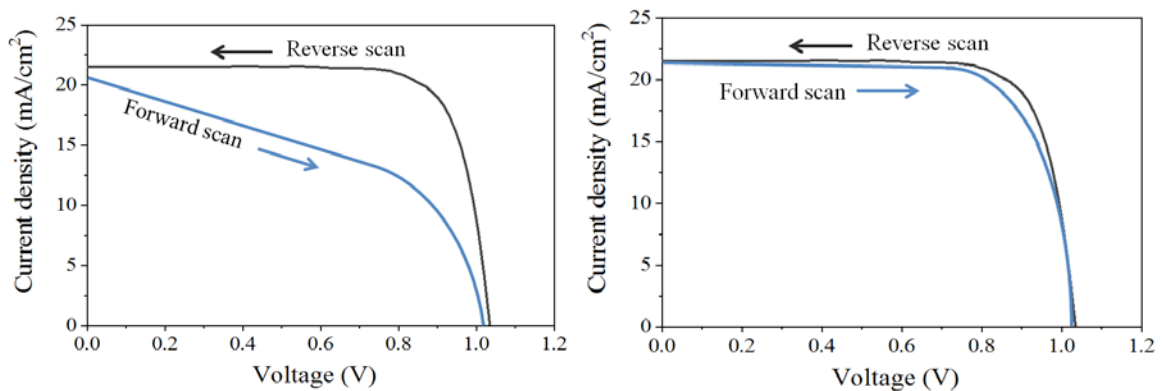 25
20
15
10
5
0
Current density (mA/cm²)
Reverse scan
Forward scan
0.0 0.2 0.4 0.6 0.8 1.0 1.2
Voltage (V)
25
20
15
10
5
0
Current density (mA/cm²)
Reverse scan
Forward scan
0.0 0.2 0.4 0.6 0.8 1.0 1.2
Voltage (V)